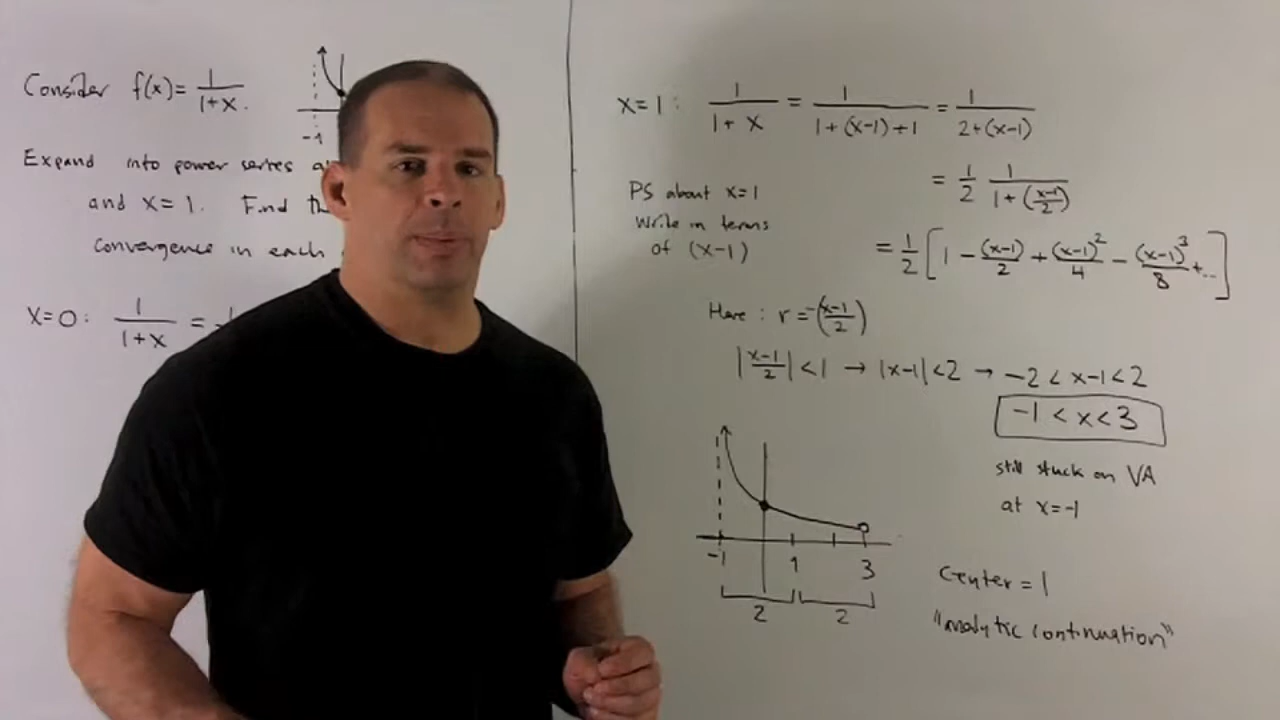 Consider f(x) = 1/(1+x).
-1
Expand into power series
and x = 1. Find
convergence in each
x=0: 1/(1+x) =
x=1: 1/(1+x) = 1/(1+(x-1)+1) = 1/(2+(x-1))
= 1/2 1/(1+((x-1)/2))
PS about x=1
Write in terms
of (x-1)
= 1/2 [1 - (x-1)/2 + (x-1)²/4 - (x-1)³/8 + ...]
Here: r = -((x-1)/2)
|(x-1)/2| < 1 → |x-1| < 2 → -2 < x-1 < 2
-1 < x < 3
still stuck on VA
at x=-1
-1 1 3
2 2
Center = 1
"analytic continuation"